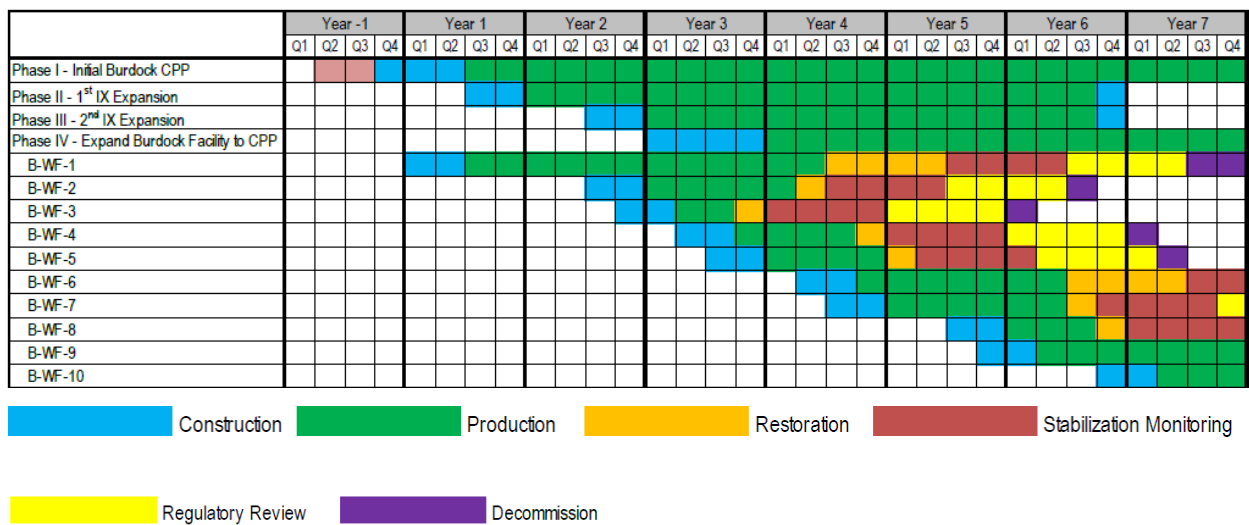 Year -1 Year 1 Year 2 Year 3 Year 4 Year 5 Year 6 Year 7
Q1 Q2 Q3 Q4 Q1 Q2 Q3 Q4 Q1 Q2 Q3 Q4 Q1 Q2 Q3 Q4 Q1 Q2 Q3 Q4 Q1 Q2 Q3 Q4 Q1 Q2 Q3 Q4 Q1 Q2 Q3 Q4
Phase I - Initial Burdock CPP
Phase II - 1st IX Expansion
Phase III - 2nd IX Expansion
Phase IV - Expand Burdock Facility to CPP
B-WF-1
B-WF-2
B-WF-3
B-WF-4
B-WF-5
B-WF-6
B-WF-7
B-WF-8
B-WF-9
B-WF-10
Construction Production Restoration Stabilization Monitoring
Regulatory Review Decommission